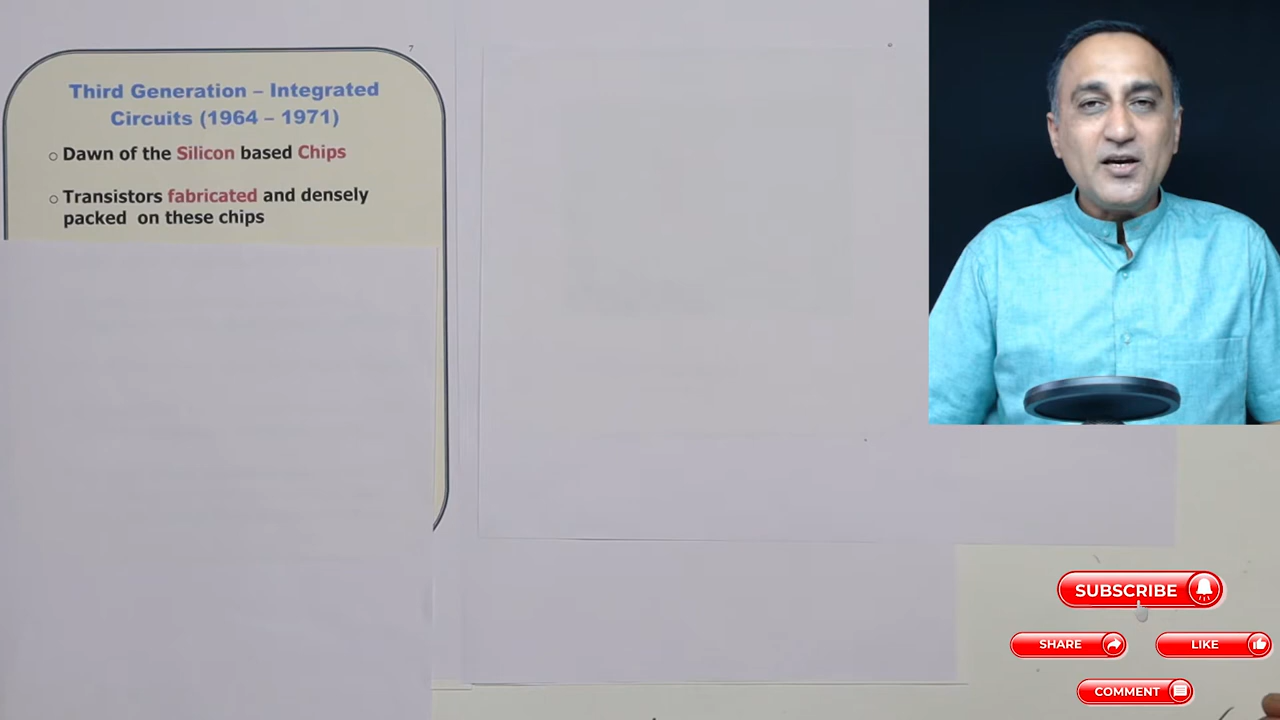 7
Third Generation – Integrated
Circuits (1964 – 1971)
o Dawn of the Silicon based Chips
o Transistors fabricated and densely
packed on these chips
SUBSCRIBE
SHARE
LIKE
COMMENT